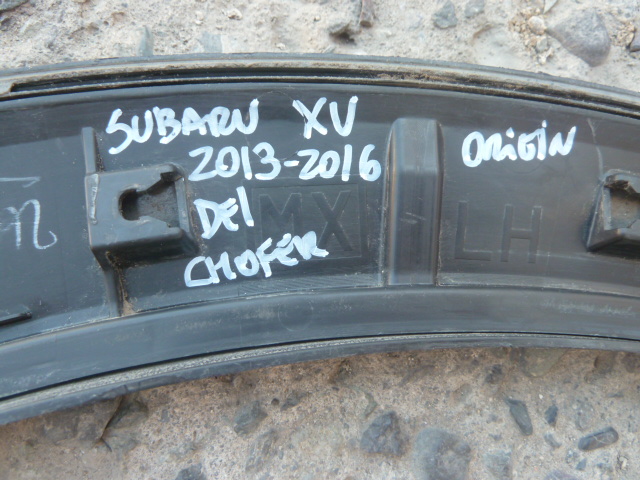 SUBARU XV
2013-2016
DEl
CHOFER
ORiGiN
MX
LH